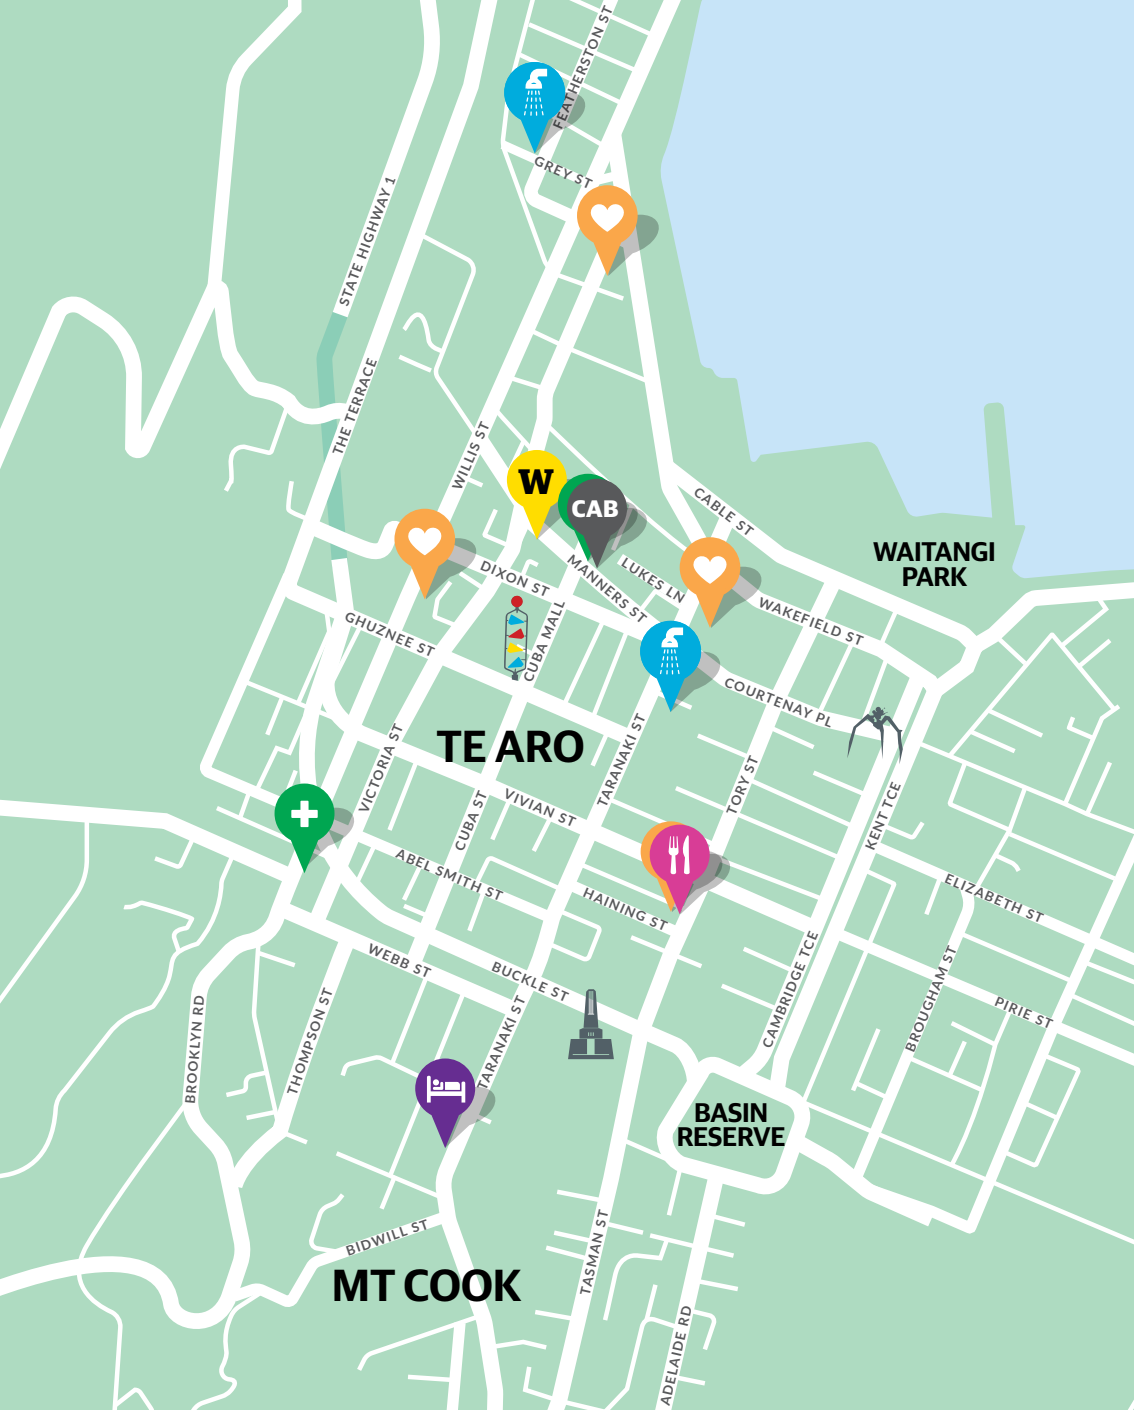 FEATHERSTON ST
GREY ST
STATE HIGHWAY 1
THE TERRACE
WILLIS ST
W
CAB
CABLE ST
WAITANGI
PARK
DIXON ST
MANNERS ST
LUKES LN
WAKEFIELD ST
GHUZNEE ST
CUBA MALL
COURTENAY PL
TE ARO
VICTORIA ST
TARANAKI ST
TORY ST
KENT TCE
CUBA ST
VIVIAN ST
ABEL SMITH ST
HAINING ST
ELIZABETH ST
WEBB ST
BUCKLE ST
CAMBRIDGE TCE
BROUGHAM ST
PIRIE ST
BROOKLYN RD
THOMPSON ST
TARANAKI ST
BASIN
RESERVE
BIDWILL ST
TASMAN ST
MT COOK
ADELAIDE RD